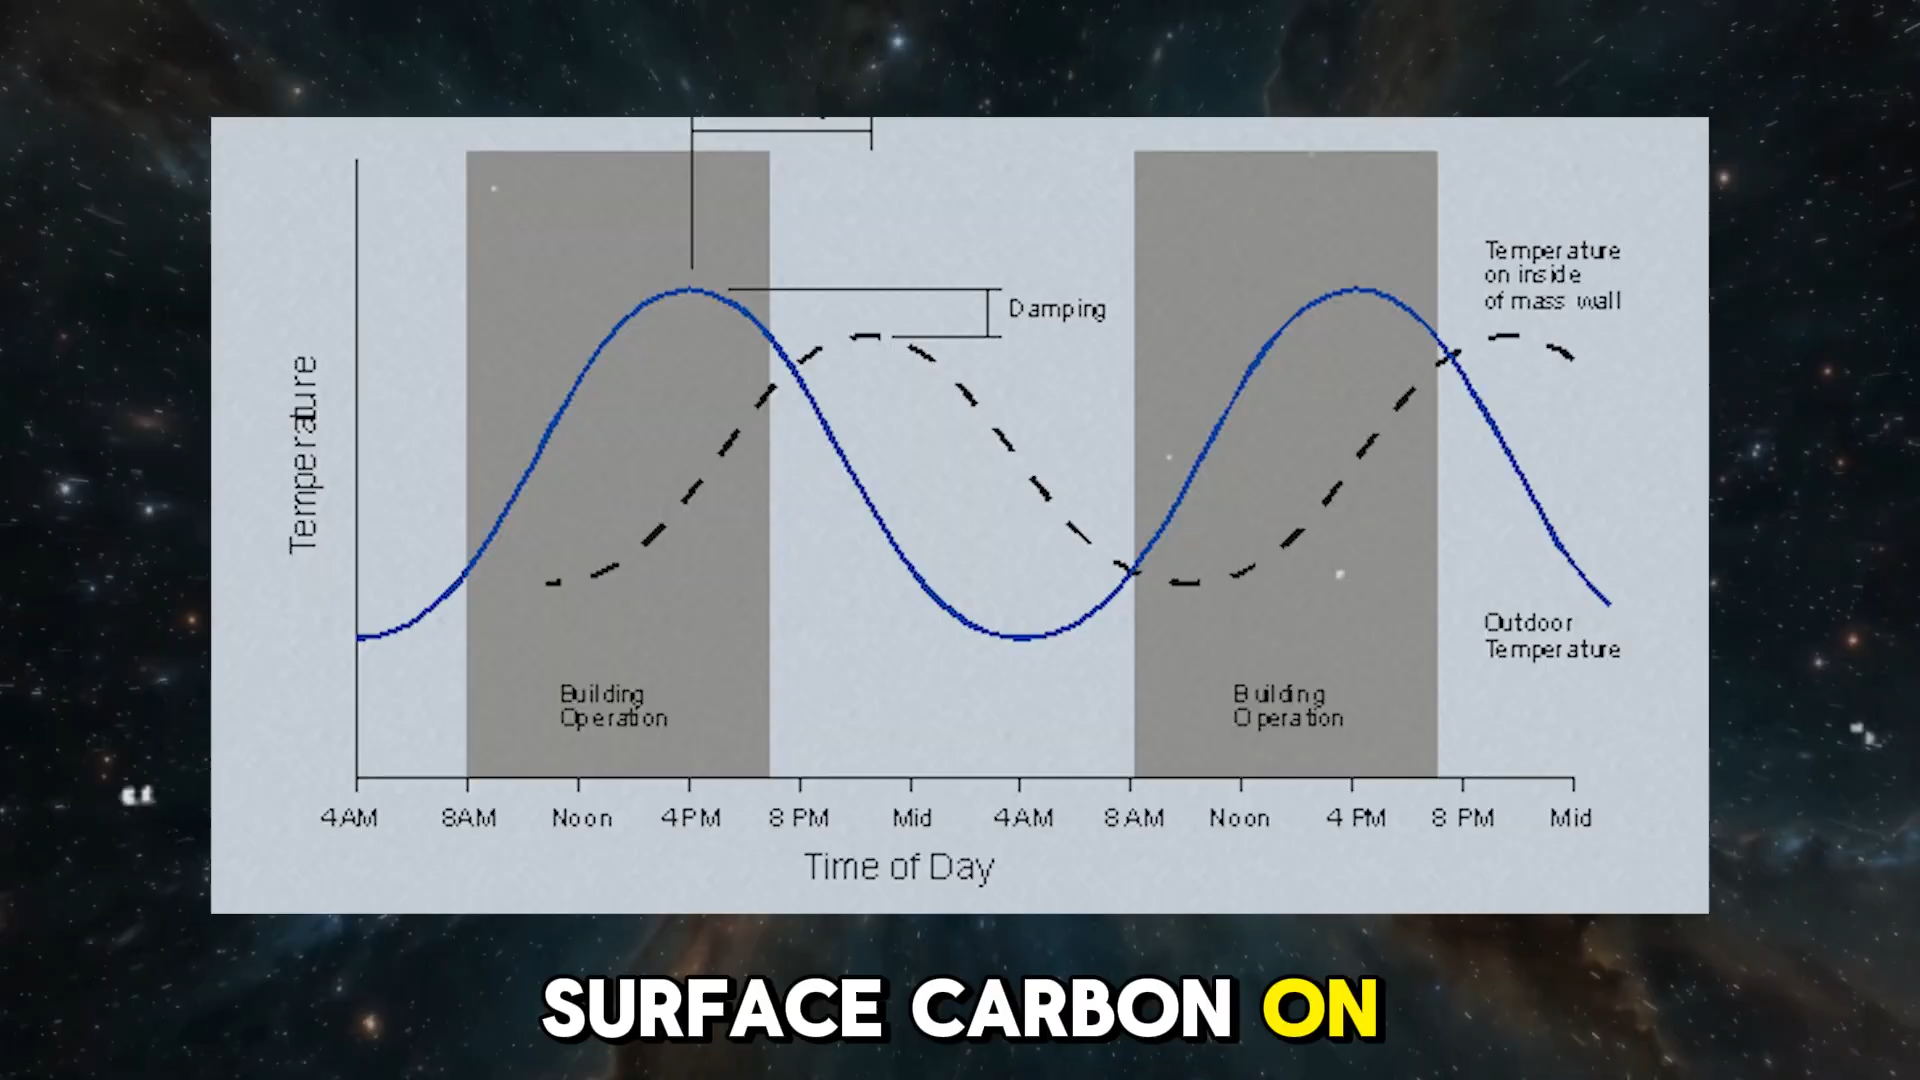 Temperature
on inside
of mass wall
Damping
Temperature
Outdoor
Temperature
Building
Operation
Building
Operation
4AM 8AM Noon 4PM 8 PM Mid 4AM 8AM Noon 4 PM 8 PM Mid
Time of Day
SURFACE CARBON ON